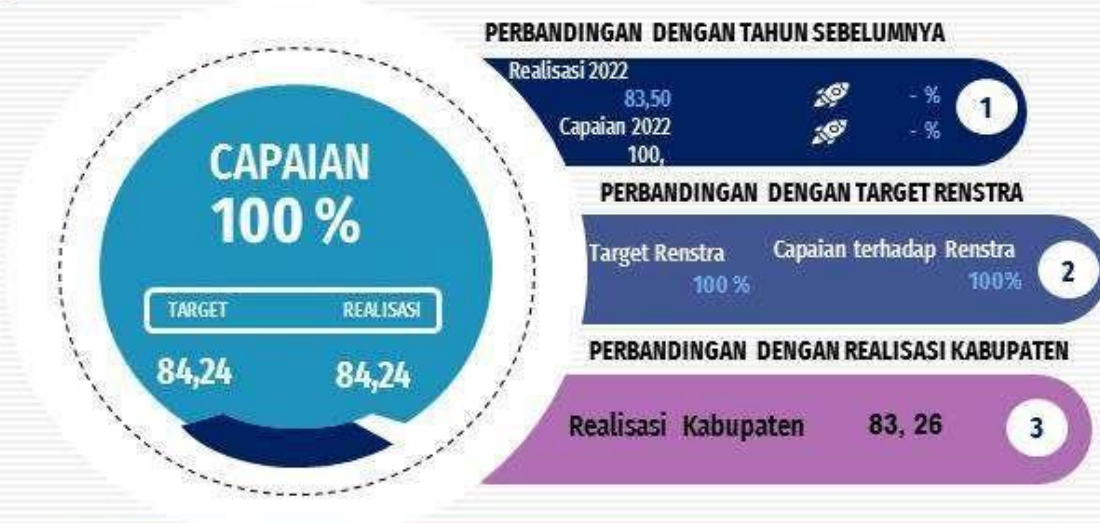 CAPAIAN
100 %
TARGET REALISASI
84,24 84,24
PERBANDINGAN DENGAN TAHUN SEBELUMNYA
Realisasi 2022
83,50 - %
Capaian 2022 - %
100,
1
PERBANDINGAN DENGAN TARGET RENSTRA
Target Renstra Capaian terhadap Renstra
100 % 100%
2
PERBANDINGAN DENGAN REALISASI KABUPATEN
Realisasi Kabupaten 83, 26
3